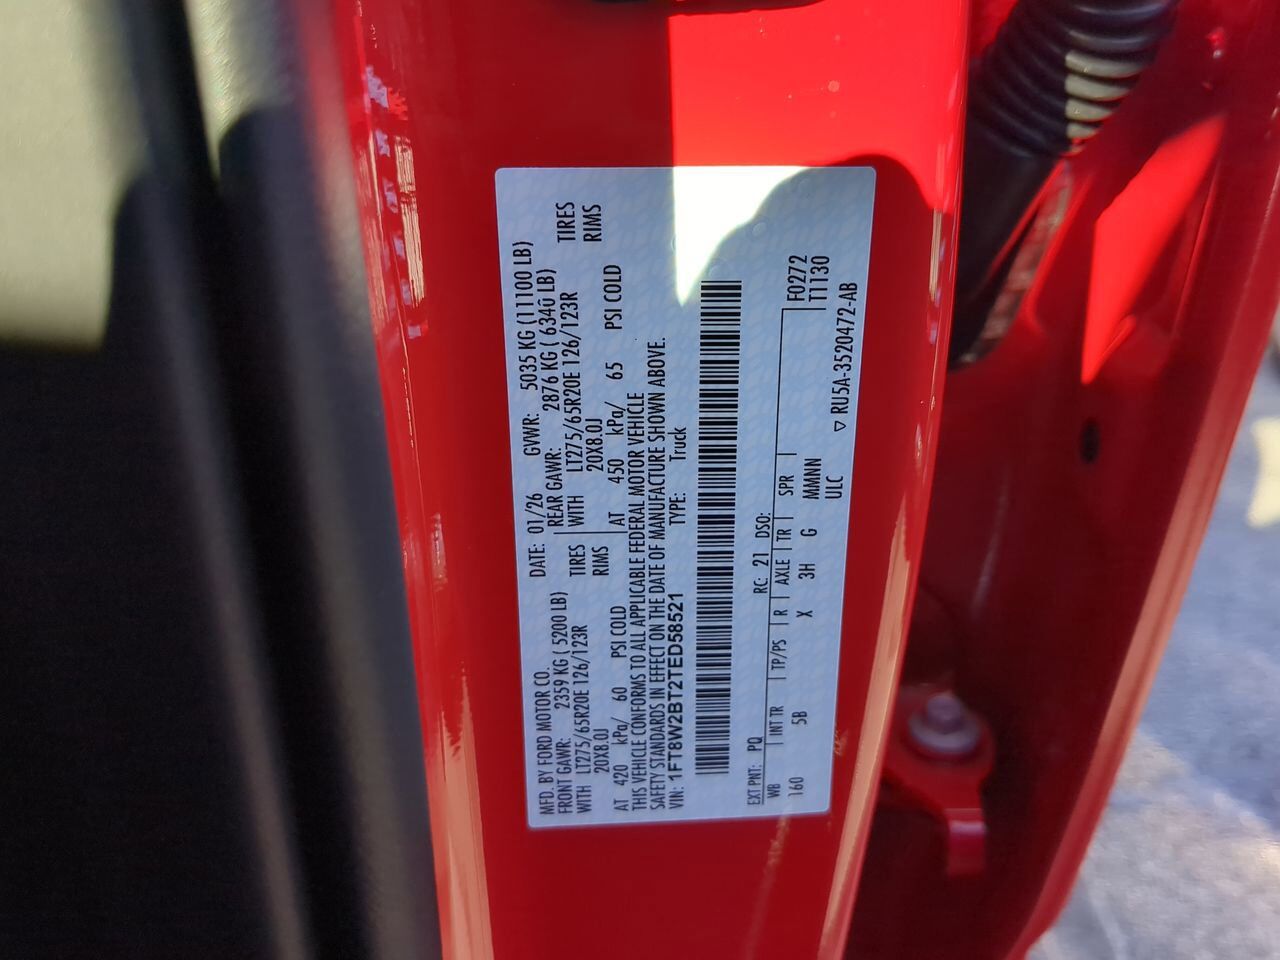 MFD. BY FORD MOTOR CO.
DATE: 01/26 GVWR: 5035 KG (11100 LB)
FRONT GAWR: 2359 KG ( 5200 LB)
REAR GAWR: 2876 KG ( 6340 LB)
WITH LT275/65R20E 126/123R TIRES
WITH LT275/65R20E 126/123R TIRES
20X8.0J RIMS
20X8.0J RIMS
AT 420 kPa/ 60 PSI COLD
AT 450 kPa/ 65 PSI COLD
THIS VEHICLE CONFORMS TO ALL APPLICABLE FEDERAL MOTOR VEHICLE
SAFETY STANDARDS IN EFFECT ON THE DATE OF MANUFACTURE SHOWN ABOVE.
VIN: 1FT8W2BT2TED58521 TYPE: Truck
EXT PNT: PQ RC: 21 DSO:
WB INT TR TP/PS R AXLE TR SPR F0272
160 5B X 3H G MMNN T1130
ULC ▽ RU5A-3520472-AB